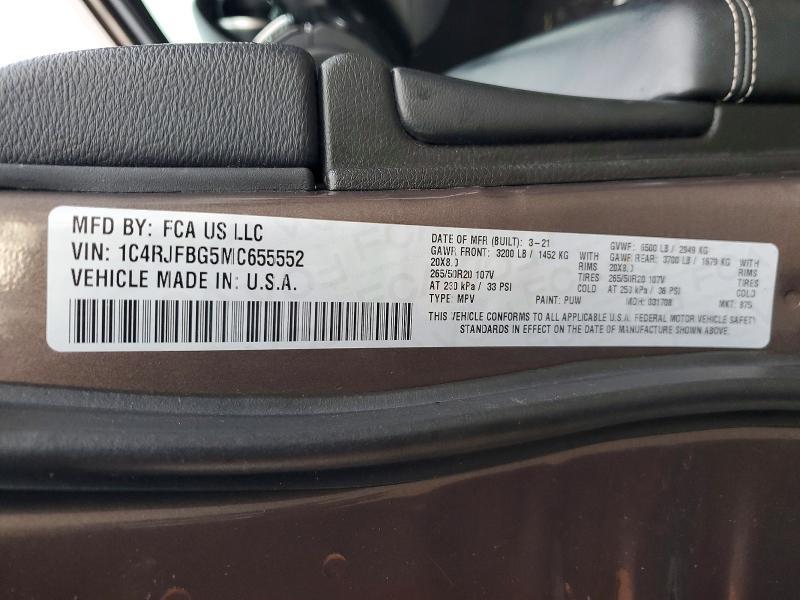 MFD BY: FCA US LLC
VIN: 1C4RJFBG5MC655552
VEHICLE MADE IN: U.S.A.
DATE OF MFR (BUILT): 3-21
GAWR FRONT: 3200 LB / 1452 KG WITH
20X8.0 RIMS
265/50R20 107V TIRES
AT 230 kPa / 33 PSI COLD
TYPE: MPV PAINT: PUW
GVWR: 6500 LB / 2949 KG
GAWR REAR: 3700 LB / 1679 KG WITH
20X8.0 RIMS
265/50R20 107V TIRES
AT 250 kPa / 36 PSI COLD
MDH: 031708 MKT:
THIS VEHICLE CONFORMS TO ALL APPLICABLE U.S.A. FEDERAL MOTOR VEHICLE SAFETY
STANDARDS IN EFFECT ON THE DATE OF MANUFACTURE SHOWN ABOVE.